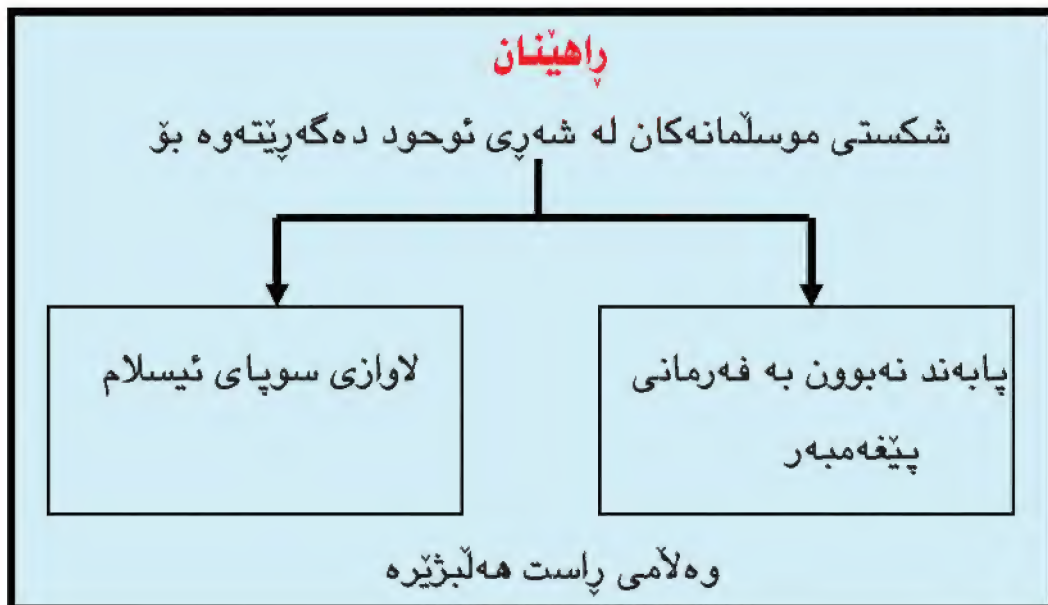 ڕاهێنان
شکستی موسڵمانەکان لە شەڕی ئوحود دەگەڕێتەوە بۆ
پابەند نەبوون بە فەرمانی
پێغەمبەر
لاوازی سوپای ئیسلام
وەڵامی ڕاست هەڵبژێرە